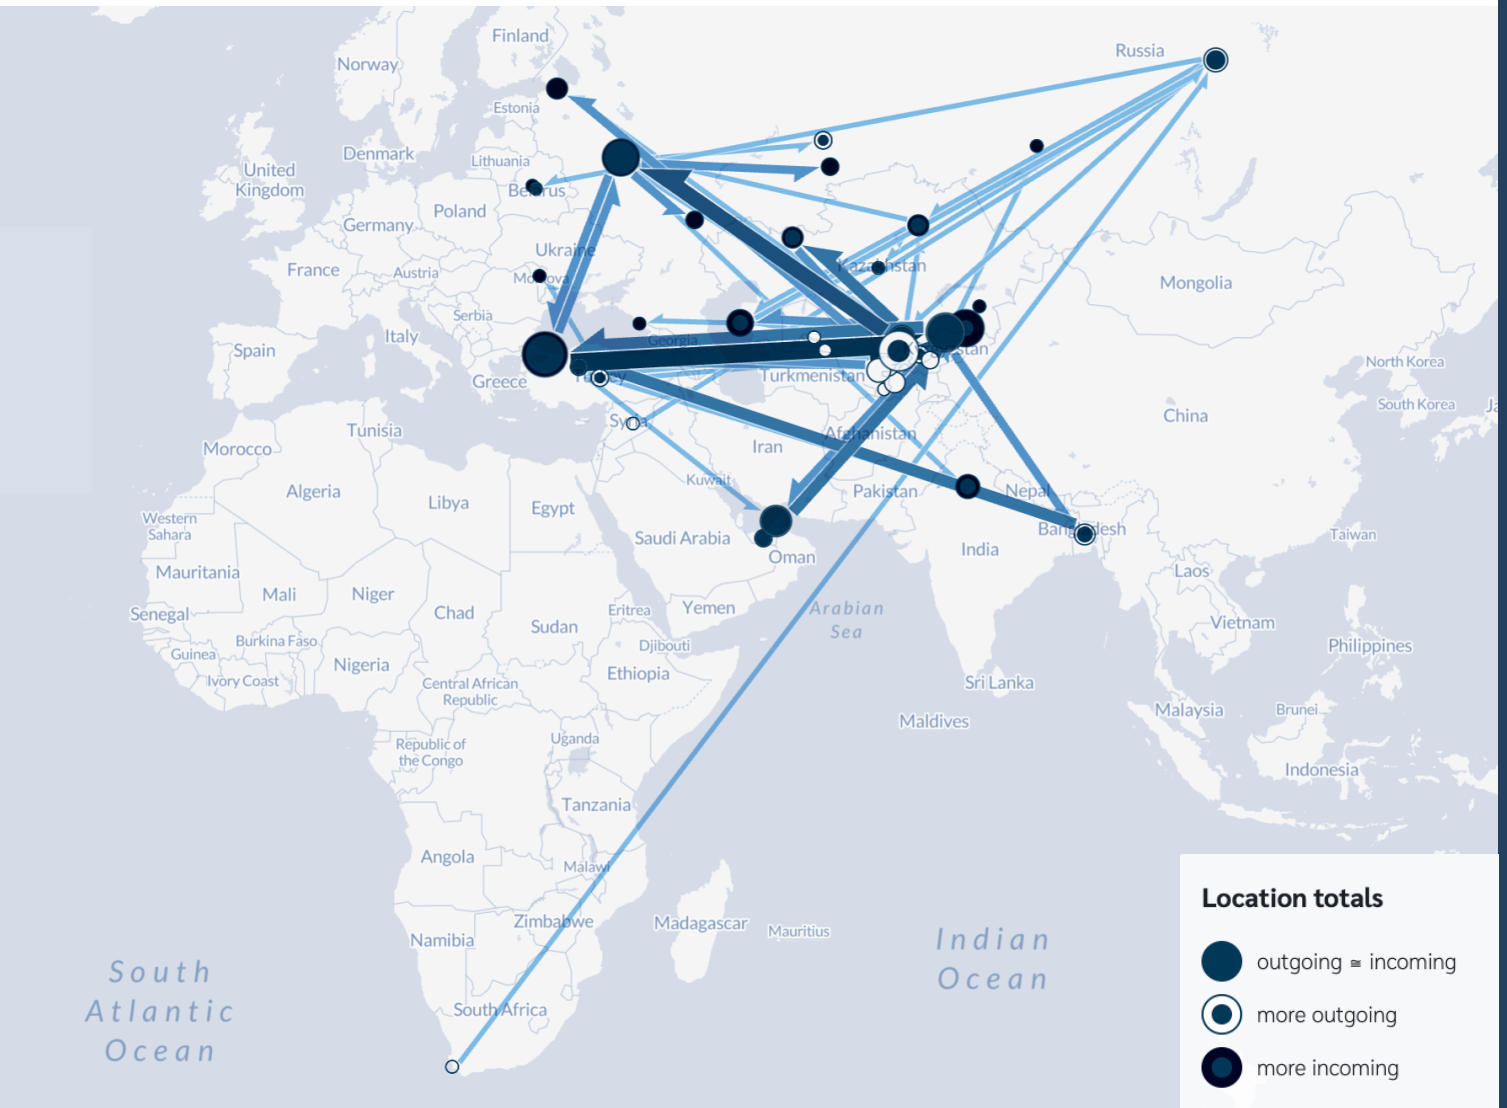 Finland
Russia
Norway
Estonia
Denmark
Lithuania
United
Kingdom
Belarus
Poland
Germany
Ukraine
France
Austria
Moldova
Kazakhstan
Mongolia
Serbia
Italy
Georgia
Spain
Greece
Turkey
Turkmenistan
North Korea
South Korea
China
Syria
Tunisia
Morocco
Iran
Afghanistan
Algeria
Libya
Egypt
Kuwait
Pakistan
Nepal
Western
Sahara
Saudi Arabia
Oman
India
Bangladesh
Taiwan
Mauritania
Mali
Niger
Chad
Sudan
Eritrea
Yemen
Arabian
Sea
Laos
Senegal
Burkina Faso
Guinea
Nigeria
Djibouti
Ethiopia
Vietnam
Philippines
Ivory Coast
Central African
Republic
Sri Lanka
Maldives
Malaysia
Brunei
Republic of
the Congo
Uganda
Indonesia
Tanzania
Angola
Malawi
Zimbabwe
Madagascar
Mauritius
Namibia
Indian
Ocean
South
Atlantic
Ocean
South Africa
Location totals
outgoing ≅ incoming
more outgoing
more incoming